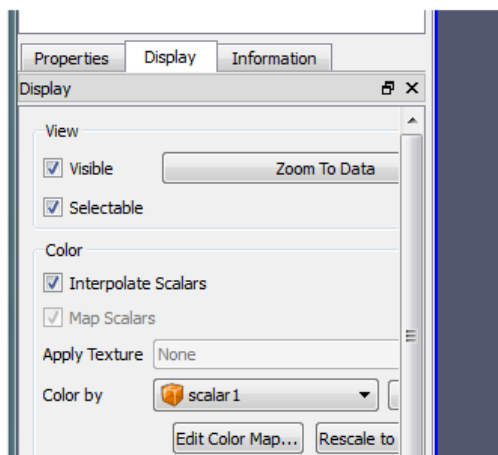 Properties Display Information
Display
View
Visible Zoom To Data
Selectable
Color
Interpolate Scalars
Map Scalars
Apply Texture None
Color by scalar1
Edit Color Map... Rescale to